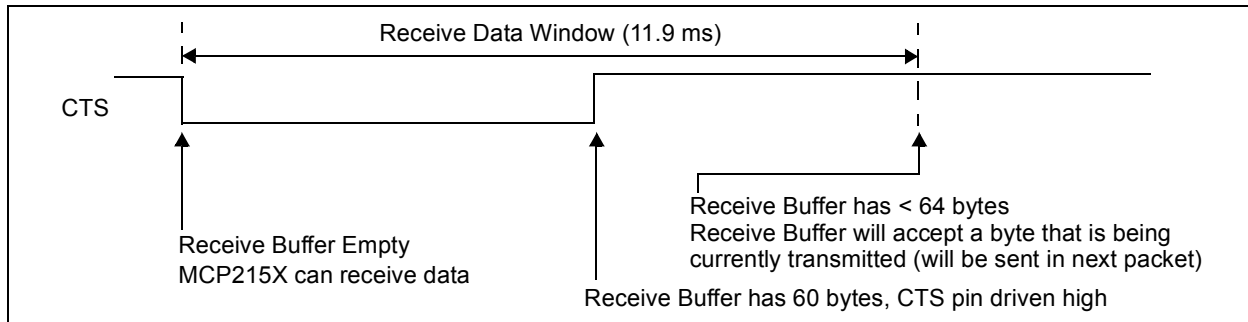 Receive Data Window (11.9 ms)
CTS
Receive Buffer has < 64 bytes
Receive Buffer will accept a byte that is being
currently transmitted (will be sent in next packet)
Receive Buffer Empty
MCP215X can receive data
Receive Buffer has 60 bytes, CTS pin driven high